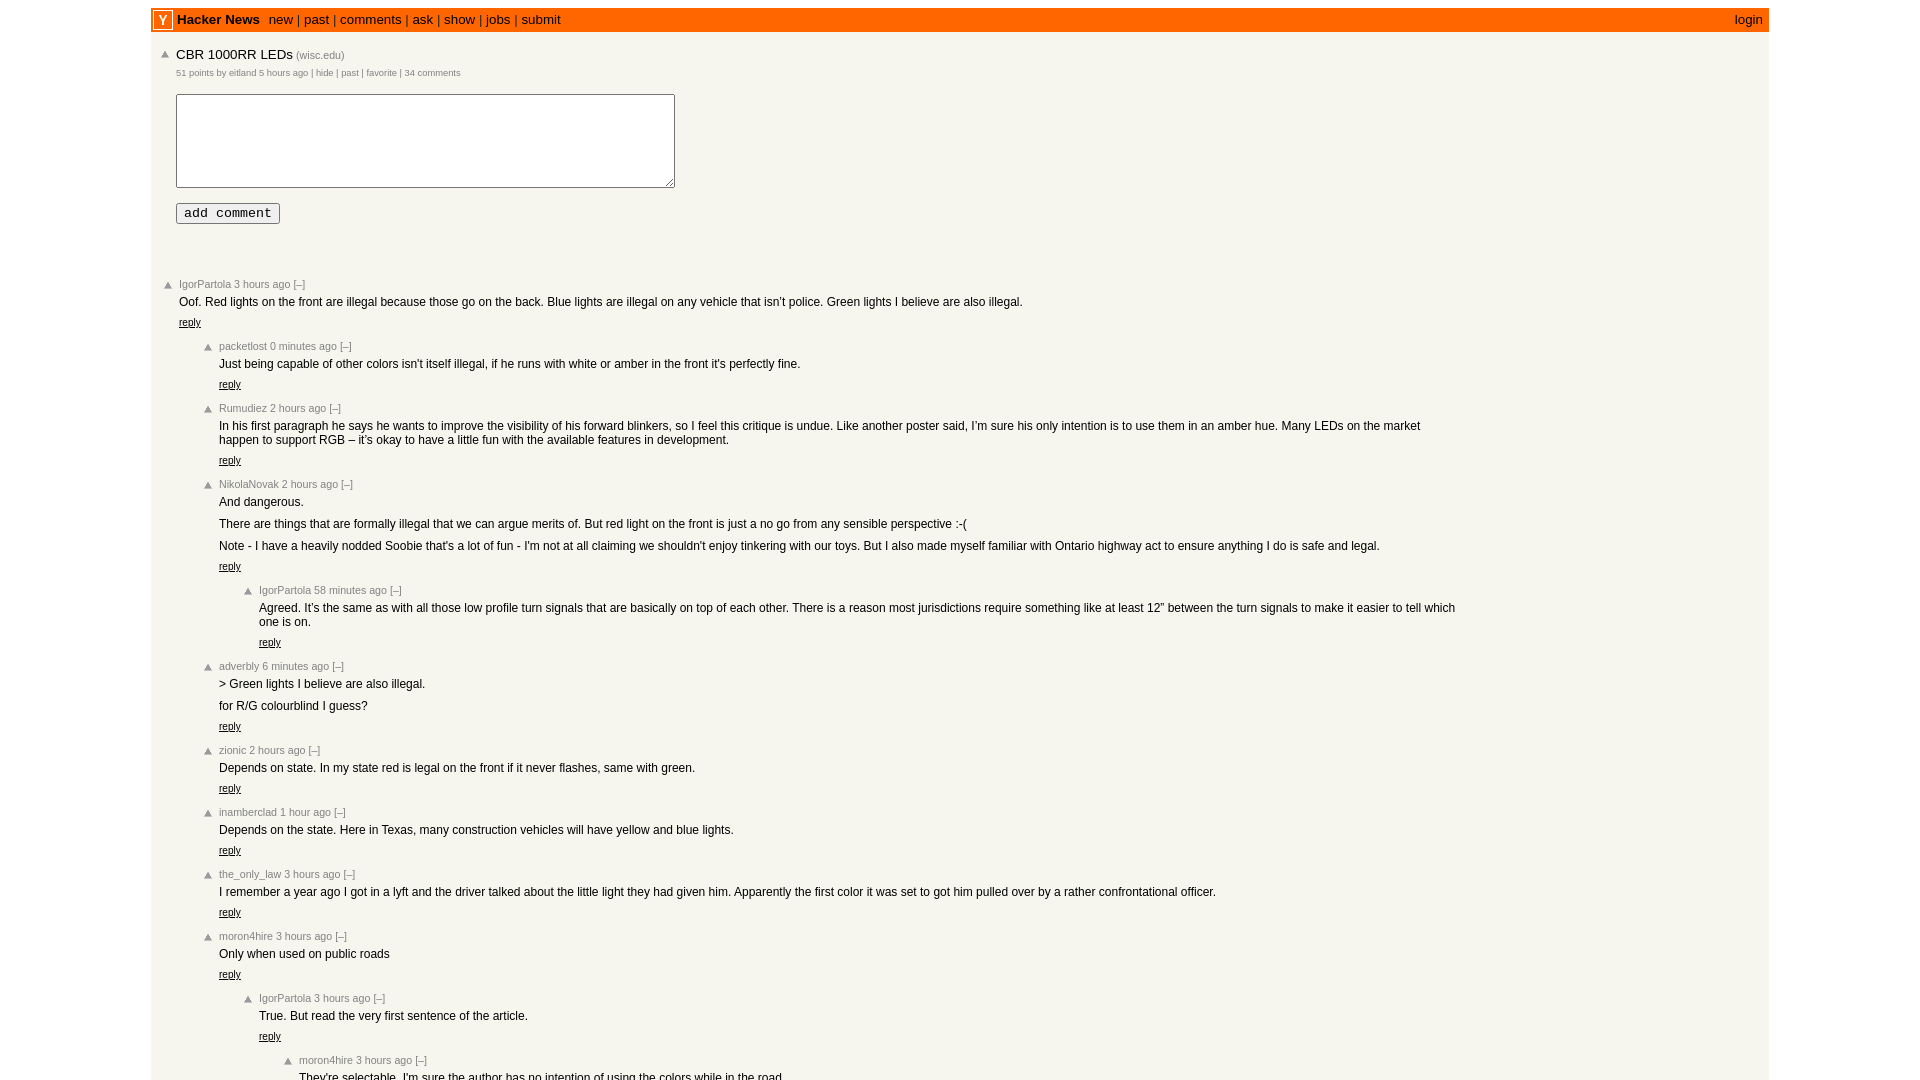 Y Hacker News new | past | comments | ask | show | jobs | submit login
CBR 1000RR LEDs (wisc.edu)
51 points by eitland 5 hours ago | hide | past | favorite | 34 comments
add comment
IgorPartola 3 hours ago [–]
Oof. Red lights on the front are illegal because those go on the back. Blue lights are illegal on any vehicle that isn’t police. Green lights I believe are also illegal.
reply
packetlost 0 minutes ago [–]
Just being capable of other colors isn't itself illegal, if he runs with white or amber in the front it's perfectly fine.
reply
Rumudiez 2 hours ago [–]
In his first paragraph he says he wants to improve the visibility of his forward blinkers, so I feel this critique is undue. Like another poster said, I’m sure his only intention is to use them in an amber hue. Many LEDs on the market
happen to support RGB – it’s okay to have a little fun with the available features in development.
reply
NikolaNovak 2 hours ago [–]
And dangerous.
There are things that are formally illegal that we can argue merits of. But red light on the front is just a no go from any sensible perspective :-(
Note - I have a heavily nodded Soobie that's a lot of fun - I'm not at all claiming we shouldn't enjoy tinkering with our toys. But I also made myself familiar with Ontario highway act to ensure anything I do is safe and legal.
reply
IgorPartola 58 minutes ago [–]
Agreed. It’s the same as with all those low profile turn signals that are basically on top of each other. There is a reason most jurisdictions require something like at least 12” between the turn signals to make it easier to tell which
one is on.
reply
adverbly 6 minutes ago [–]
> Green lights I believe are also illegal.
for R/G colourblind I guess?
reply
zionic 2 hours ago [–]
Depends on state. In my state red is legal on the front if it never flashes, same with green.
reply
inamberclad 1 hour ago [–]
Depends on the state. Here in Texas, many construction vehicles will have yellow and blue lights.
reply
the_only_law 3 hours ago [–]
I remember a year ago I got in a lyft and the driver talked about the little light they had given him. Apparently the first color it was set to got him pulled over by a rather confrontational officer.
reply
moron4hire 3 hours ago [–]
Only when used on public roads
reply
IgorPartola 3 hours ago [–]
True. But read the very first sentence of the article.
reply
moron4hire 3 hours ago [–]
They're selectable. I'm sure the author has no intention of using the colors while in the road.